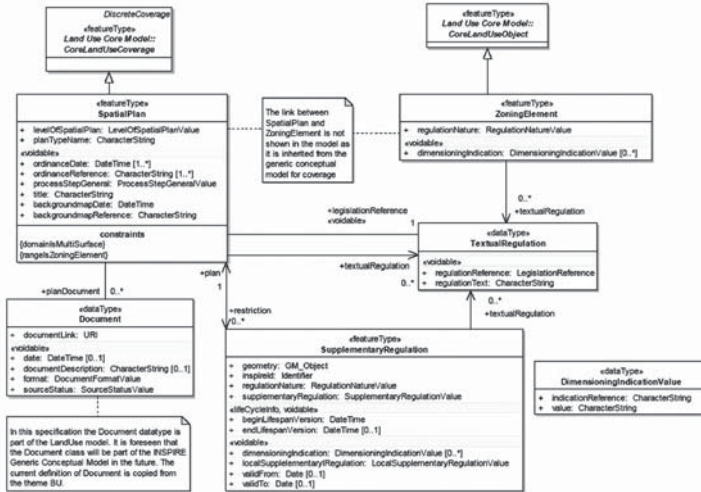 DiscreteCoverage
«featureType»
Land Use Core Model::
CoreLandUseCoverage
«featureType»
Land Use Core Model::
CoreLandUseObject
«featureType»
SpatialPlan
+ levelOfSpatialPlan: LevelOfSpatialPlanValue
+ planTypeName: CharacterString
«voidable»
+ ordinanceDate: DateTime [1..*]
+ ordinanceReference: CharacterString [1..*]
+ processStepGeneral: ProcessStepGeneralValue
+ title: CharacterString
+ backgroundmapDate: DateTime
+ backgroundmapReference: CharacterString
constraints
{domainIsMultiSurface}
{rangeIsZoningElement}
The link between
SpatialPlan and
ZoningElement is not
shown in the model as
it is inherited from the
generic conceptual
model for coverage
«featureType»
ZoningElement
+ regulationNature: RegulationNatureValue
«voidable»
+ dimensioningIndication: DimensioningIndicationValue [0..*]
0..*
+textualRegulation
+legislationReference
«voidable»
1
«dataType»
TextualRegulation
«voidable»
+ regulationReference: LegislationReference
+ regulationText: CharacterString
+textualRegulation
0..*
+plan
1
+restriction
0..*
0..*
+textualRegulation
+planDocument
0..*
«dataType»
Document
+ documentLink: URI
«voidable»
+ date: DateTime [0..1]
+ documentDescription: CharacterString [0..1]
+ format: DocumentFormatValue
+ sourceStatus: SourceStatusValue
In this specification the Document datatype is
part of the LandUse model. It is foreseen that
the Document class will be part of the INSPIRE
Generic Conceptual Model in the future. The
current definition of Document is copied from
the theme BU.
«featureType»
SupplementaryRegulation
+ geometry: GM_Object
+ inspireId: Identifier
+ regulationNature: RegulationNatureValue
+ supplementaryRegulation: SupplementaryRegulationValue
«lifeCycleInfo, voidable»
+ beginLifespanVersion: DateTime
+ endLifespanVersion: DateTime [0..1]
«voidable»
+ dimensioningIndication: DimensioningIndicationValue [0..*]
+ localSupplementarytRegulation: LocalSupplementaryRegulationValue
+ validFrom: Date [0..1]
+ validTo: Date [0..1]
«dataType»
DimensioningIndicationValue
+ indicationReference: CharacterString
+ value: CharacterString